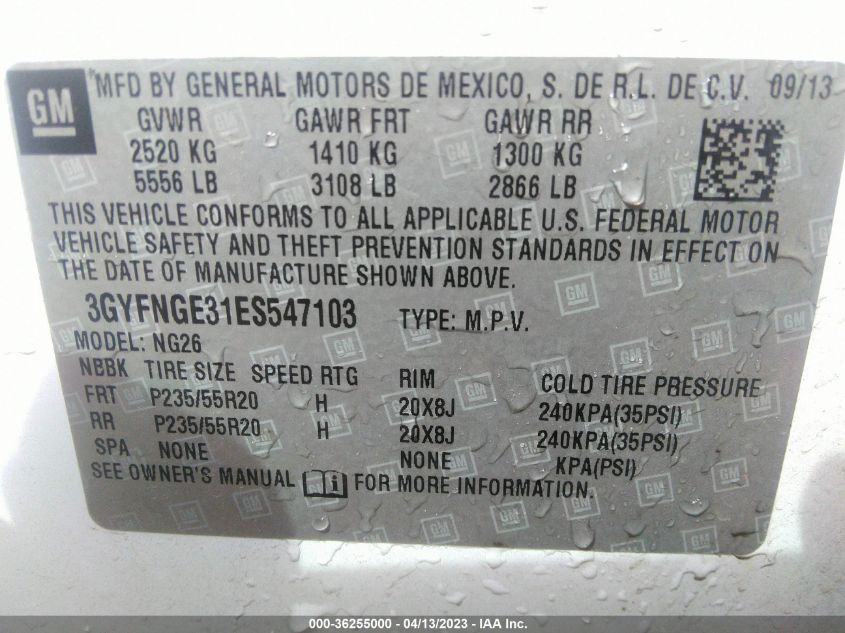 GM *MFD BY GENERAL MOTORS DE MEXICO, S. DE R.L. DE C.V. 09/13
GVWR GAWR FRT GAWR RR
2520 KG 1410 KG 1300 KG
5556 LB 3108 LB 2866 LB
THIS VEHICLE CONFORMS TO ALL APPLICABLE U.S. FEDERAL MOTOR
VEHICLE SAFETY AND THEFT PREVENTION STANDARDS IN EFFECT ON
THE DATE OF MANUFACTURE SHOWN ABOVE.
3GYFNGE31ES547103 TYPE: M.P.V.
MODEL: NG26
NBBK TIRE SIZE SPEED RTG RIM COLD TIRE PRESSURE
FRT P235/55R20 H 20X8J 240KPA(35PSI)
RR P235/55R20 H 20X8J 240KPA(35PSI)
SPA NONE NONE KPA(PSI)
SEE OWNER'S MANUAL i FOR MORE INFORMATION.
000-36255000 - 04/13/2023 - IAA Inc.